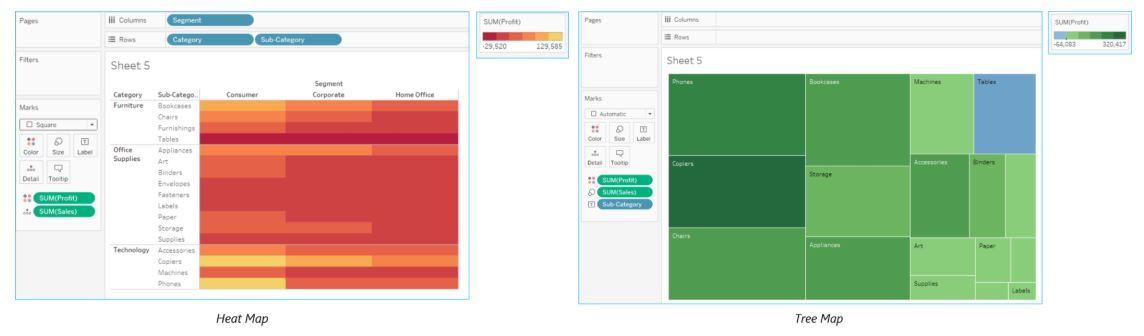 Pages
Columns
Segment
Rows
Category
Sub-Category
SUM(Profit)
-29,520 129,585
Filters
Sheet 5
Segment
Category Sub-Catego.. Consumer Corporate Home Office
Furniture Bookcases
Chairs
Furnishings
Tables
Office Supplies Appliances
Art
Binders
Envelopes
Fasteners
Labels
Paper
Storage
Supplies
Technology Accessories
Copiers
Machines
Phones
Marks
Square
Color Size Label
Detail Tooltip
SUM(Profit)
SUM(Sales)
Heat Map
Pages
Columns
Rows
SUM(Profit)
-64,083 320,417
Filters
Sheet 5
Marks
Automatic
Color Size Label
Detail Tooltip
SUM(Profit)
SUM(Sales)
Sub-Category
Phones
Bookcases
Machines
Tables
Copiers
Storage
Accessories
Binders
Chairs
Appliances
Art
Paper
Supplies
Labels
Tree Map